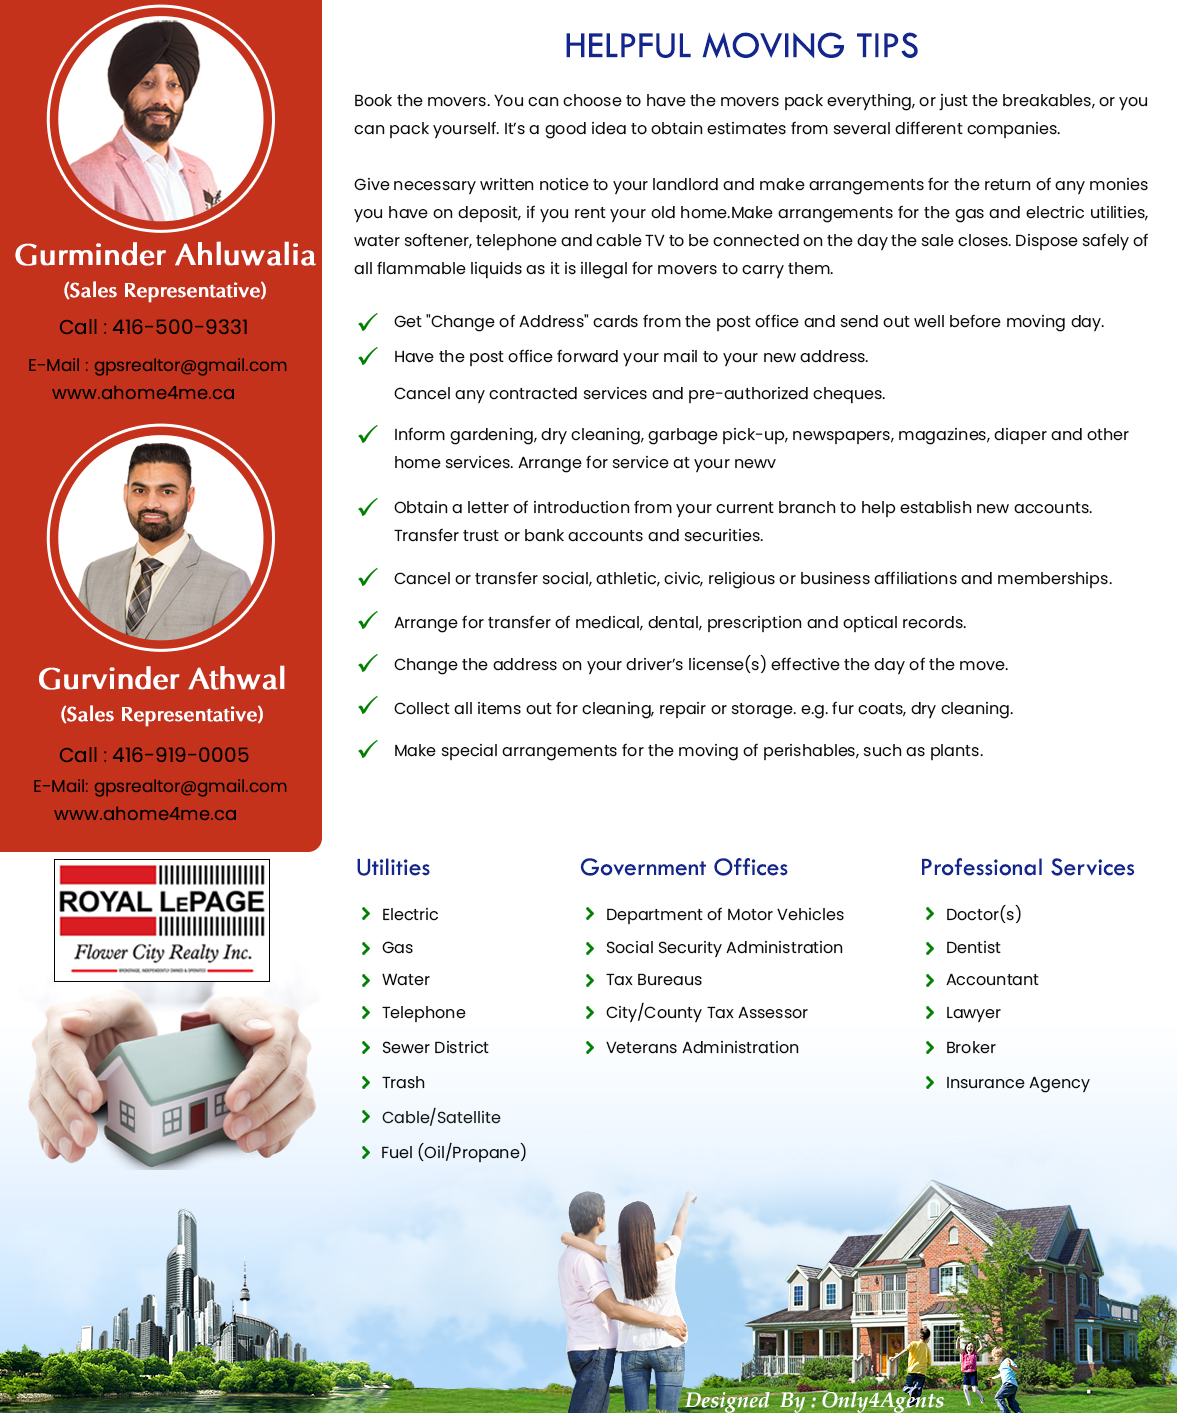 Gurminder Ahluwalia
(Sales Representative)
Call : 416-500-9331
E-Mail : gpsrealtor@gmail.com
www.ahome4me.ca
Gurvinder Athwal
(Sales Representative)
Call : 416-919-0005
E-Mail: gpsrealtor@gmail.com
www.ahome4me.ca
ROYAL LEPAGE
Flower City Realty Inc.
BROKERAGE, INDEPENDENTLY OWNED & OPERATED
HELPFUL MOVING TIPS
Book the movers. You can choose to have the movers pack everything, or just the breakables, or you
can pack yourself. It's a good idea to obtain estimates from several different companies.
Give necessary written notice to your landlord and make arrangements for the return of any monies
you have on deposit, if you rent your old home.Make arrangements for the gas and electric utilities,
water softener, telephone and cable TV to be connected on the day the sale closes. Dispose safely of
all flammable liquids as it is illegal for movers to carry them.
Get "Change of Address" cards from the post office and send out well before moving day.
Have the post office forward your mail to your new address.
Cancel any contracted services and pre-authorized cheques.
Inform gardening, dry cleaning, garbage pick-up, newspapers, magazines, diaper and other
home services. Arrange for service at your newv
Obtain a letter of introduction from your current branch to help establish new accounts.
Transfer trust or bank accounts and securities.
Cancel or transfer social, athletic, civic, religious or business affiliations and memberships.
Arrange for transfer of medical, dental, prescription and optical records.
Change the address on your driver's license(s) effective the day of the move.
Collect all items out for cleaning, repair or storage. e.g. fur coats, dry cleaning.
Make special arrangements for the moving of perishables, such as plants.
Utilities
Electric
Gas
Water
Telephone
Sewer District
Trash
Cable/Satellite
Fuel (Oil/Propane)
Government Offices
Department of Motor Vehicles
Social Security Administration
Tax Bureaus
City/County Tax Assessor
Veterans Administration
Professional Services
Doctor(s)
Dentist
Accountant
Lawyer
Broker
Insurance Agency
Designed By : Only4Agents